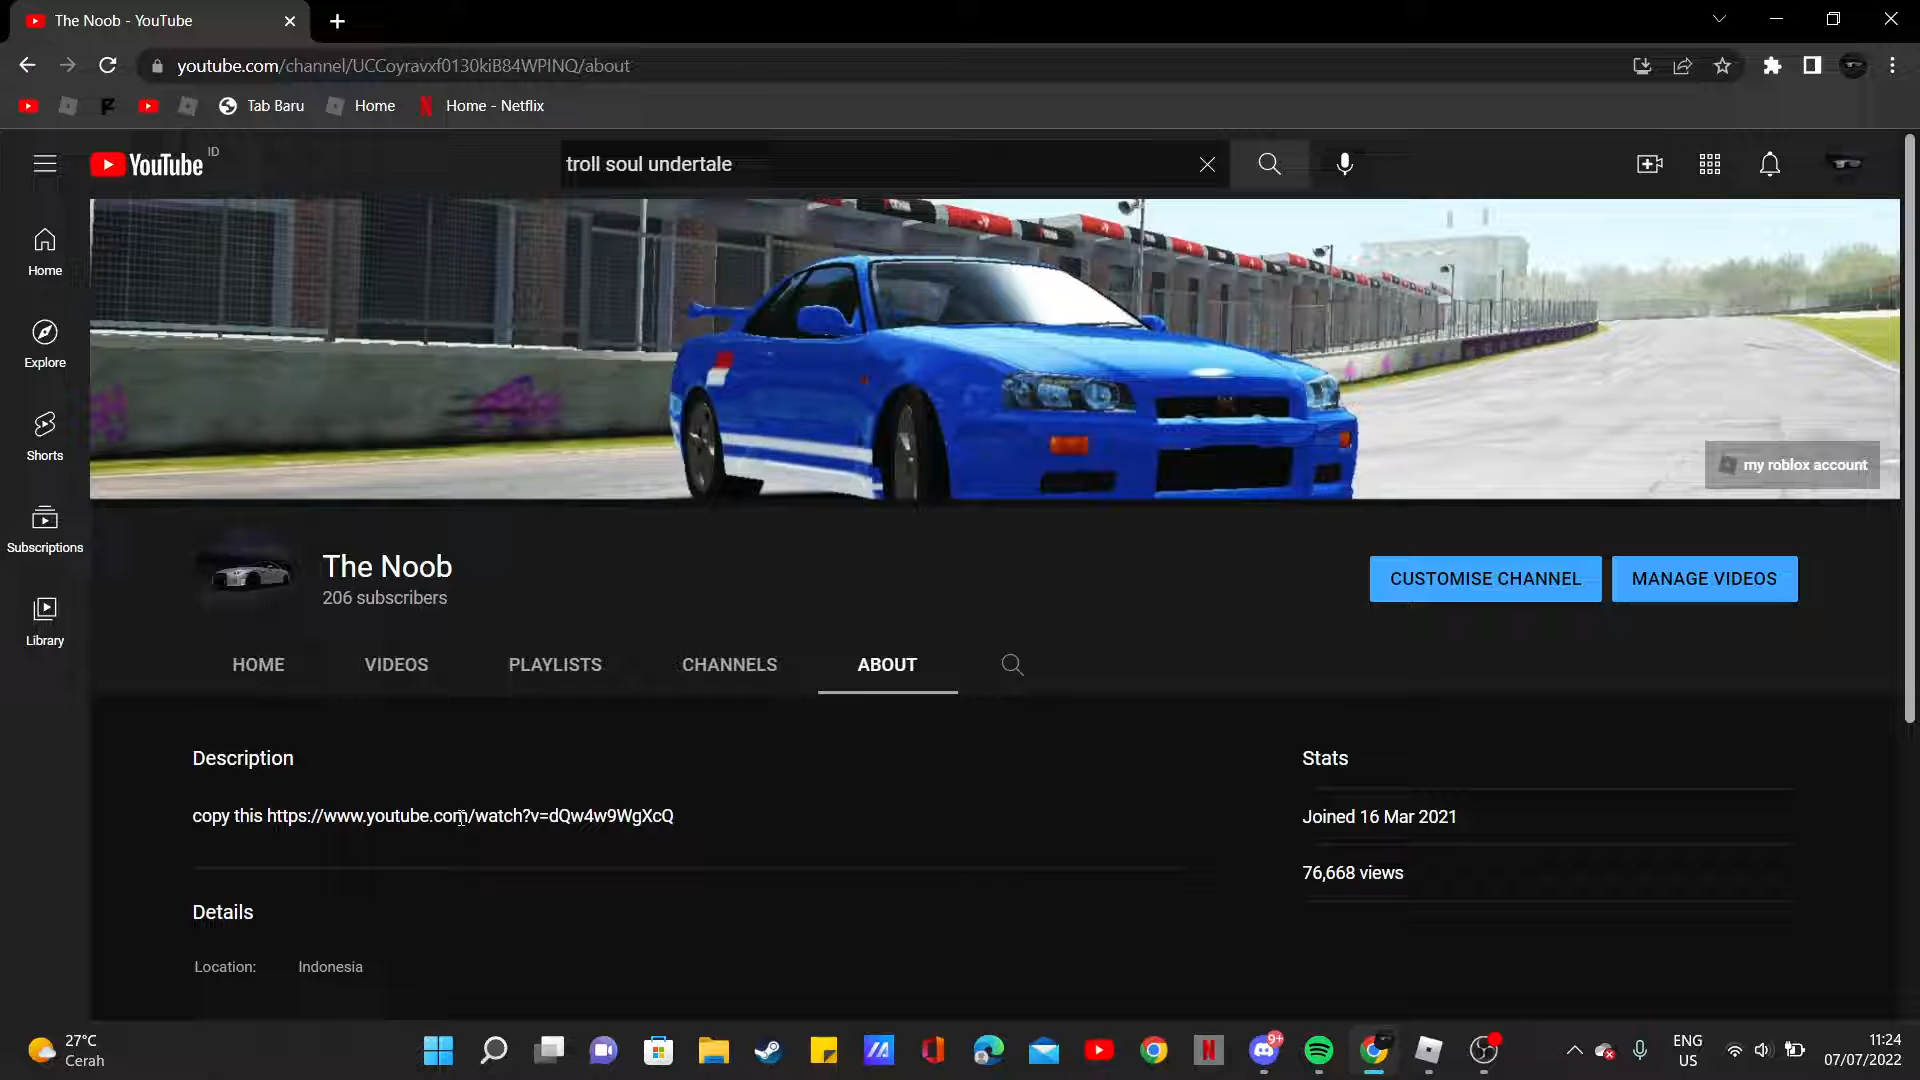 The Noob - YouTube
youtube.com/channel/UCCoyravxf0130kiB84WPINQ/about
Tab Baru
Home
Home - Netflix
YouTube ID
troll soul undertale
Home
Explore
Shorts
Subscriptions
Library
my roblox account
The Noob
206 subscribers
CUSTOMISE CHANNEL
MANAGE VIDEOS
HOME
VIDEOS
PLAYLISTS
CHANNELS
ABOUT
Description
copy this https://www.youtube.com/watch?v=dQw4w9WgXcQ
Stats
Joined 16 Mar 2021
76,668 views
Details
Location: Indonesia
27°C
Cerah
9+
ENG
US
11:24
07/07/2022